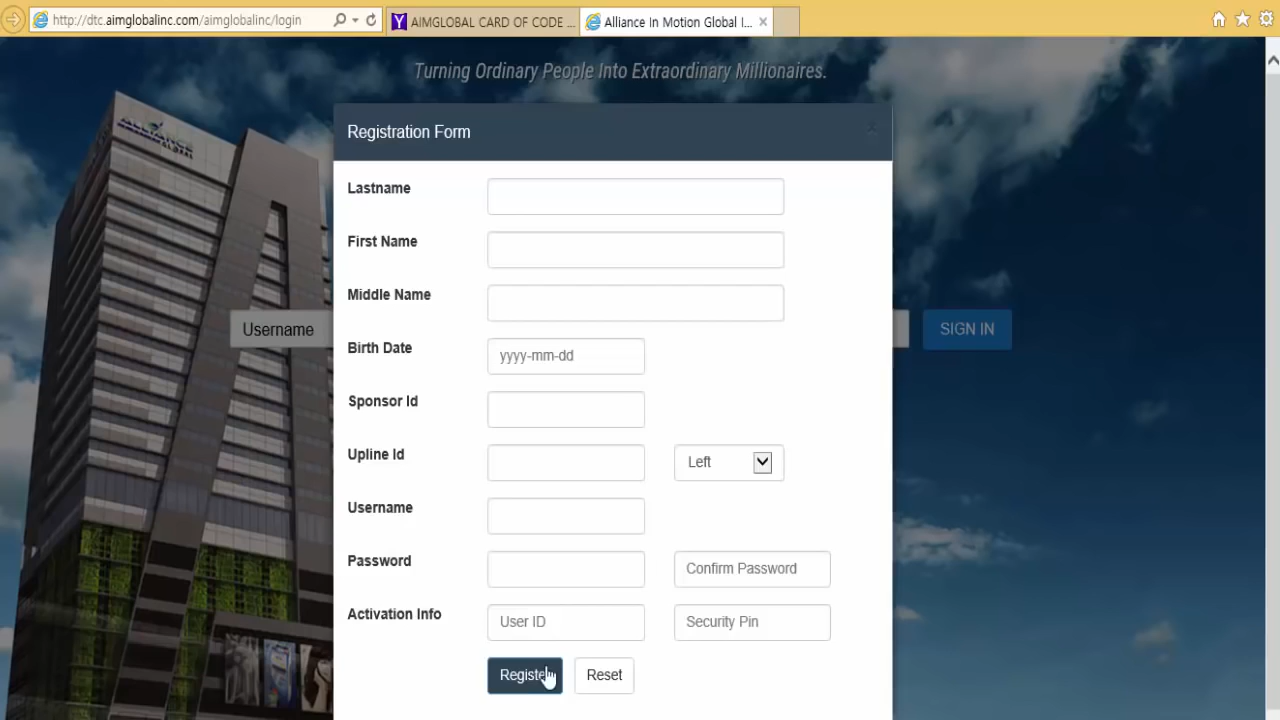 http://dtc.aimglobalinc.com/aimglobalinc/login
AIMGLOBAL CARD OF CODE ...
Alliance In Motion Global I...
Turning Ordinary People Into Extraordinary Millionaires.
ALLIANCE
GLOBAL
Registration Form
Lastname
First Name
Middle Name
Username
SIGN IN
Birth Date
yyyy-mm-dd
Sponsor Id
Upline Id
Left
Username
Password
Confirm Password
Activation Info
User ID
Security Pin
Register
Reset